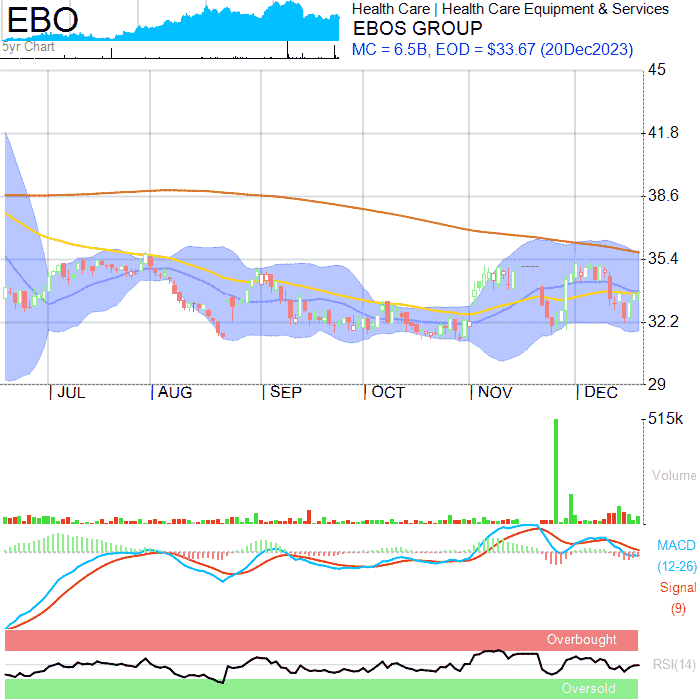 EBO
5yr Chart
Health Care | Health Care Equipment & Services
EBOS GROUP
MC = 6.5B, EOD = $33.67 (20Dec2023)
45
41.8
38.6
35.4
32.2
29
JUL
AUG
SEP
OCT
NOV
DEC
515k
Volume
MACD
(12-26)
Signal
(9)
Overbought
RSI(14)
Oversold